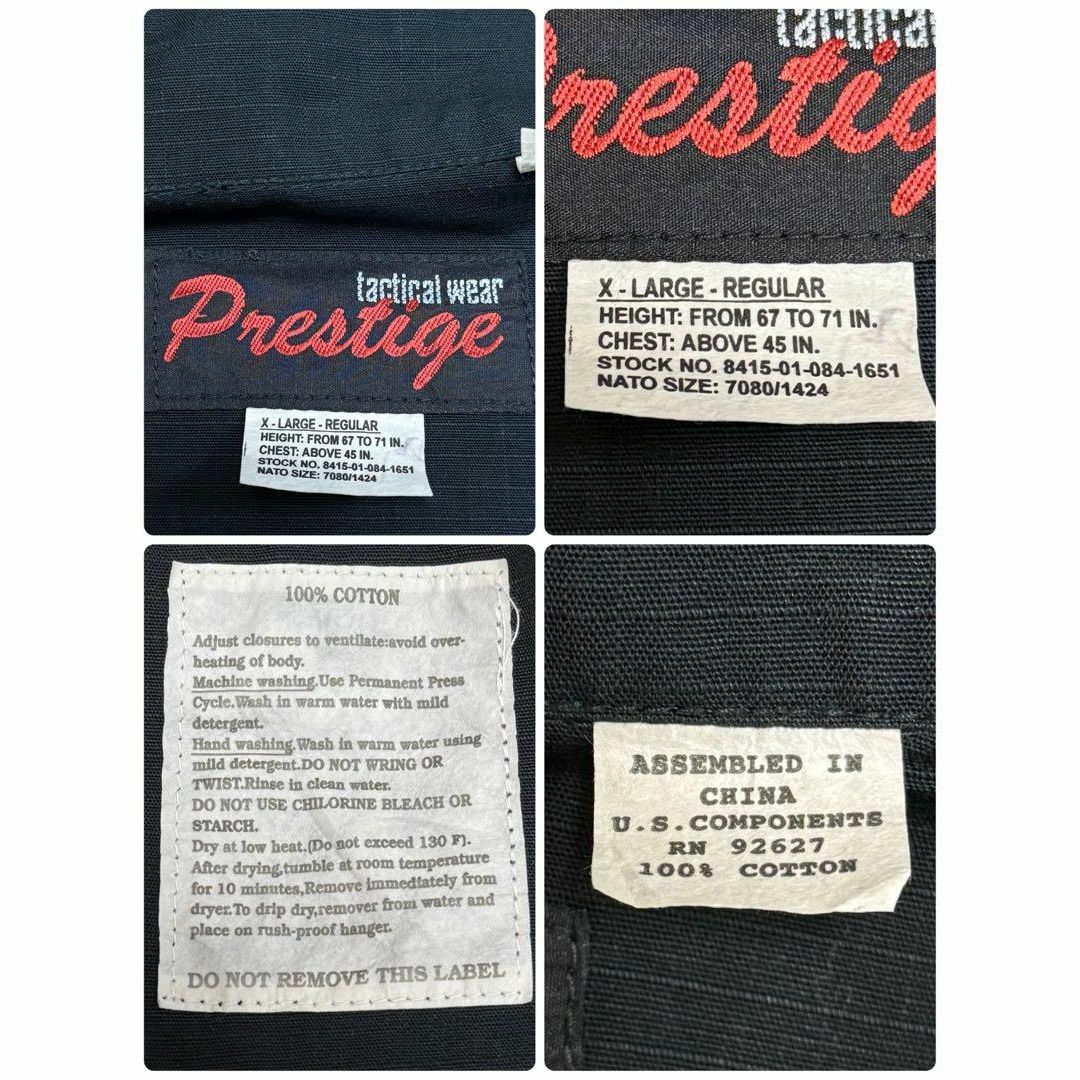 tactical wear
Prestige
X - LARGE - REGULAR
HEIGHT: FROM 67 TO 71 IN.
CHEST: ABOVE 45 IN.
STOCK NO. 8415-01-084-1651
NATO SIZE: 7080/1424
tactical
Prestig
X - LARGE - REGULAR
HEIGHT: FROM 67 TO 71 IN.
CHEST: ABOVE 45 IN.
STOCK NO. 8415-01-084-1651
NATO SIZE: 7080/1424
100% COTTON
Adjust closures to ventilate:avoid over-
heating of body.
Machine washing.Use Permanent Press
Cycle.Wash in warm water with mild
detergent.
Hand washing.Wash in warm water using
mild detergent.DO NOT WRING OR
TWIST.Rinse in clean water.
DO NOT USE CHILORINE BLEACH OR
STARCH.
Dry at low heat.(Do not exceed 130 F).
After drying,tumble at room temperature
for 10 minutes,Remove immediately from
dryer.To drip dry,remover from water and
place on rush-proof hanger.
DO NOT REMOVE THIS LABEL
ASSEMBLED IN
CHINA
U.S.COMPONENTS
RN 92627
100% COTTON